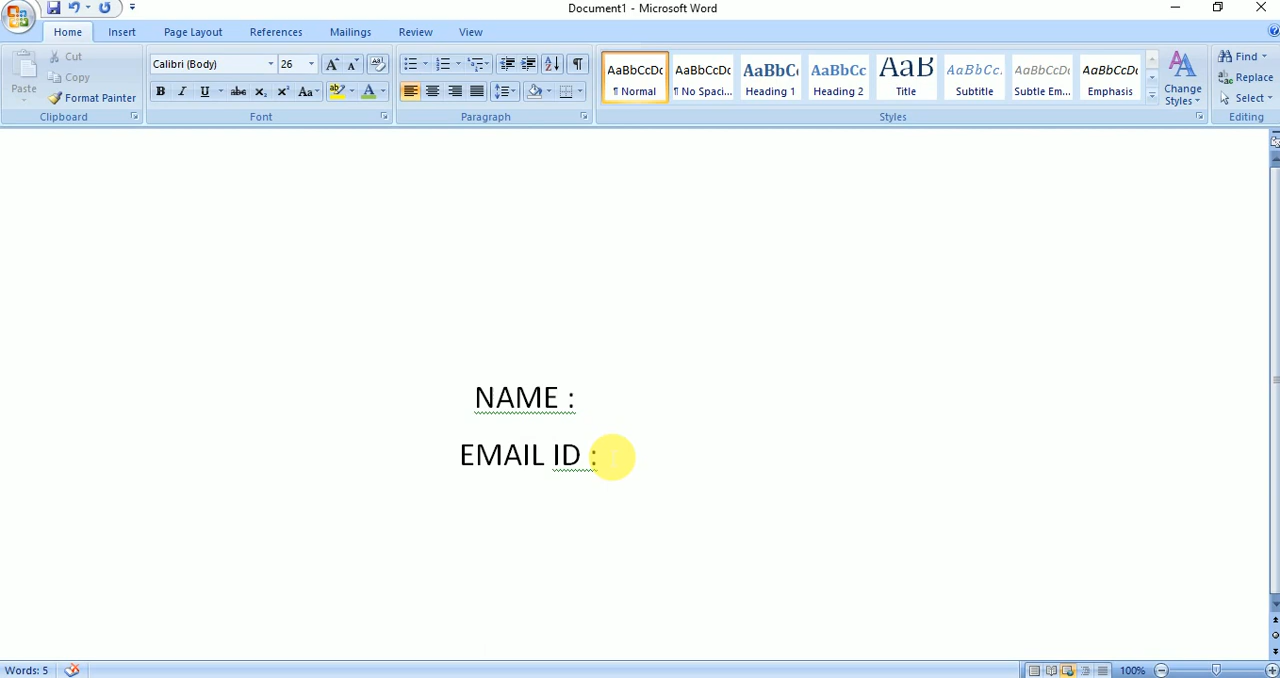 Document1 - Microsoft Word
Home Insert Page Layout References Mailings Review View
Paste
Cut
Copy
Format Painter
Clipboard
Calibri (Body) 26
Font
Paragraph
AaBbCcDc AaBbCcDc AaBbC AaBbCc AaB AaBbCc. AaBbCcDc AaBbCcDc
¶ Normal ¶ No Spaci... Heading 1 Heading 2 Title Subtitle Subtle Em... Emphasis
Change
Styles
Styles
Find
Replace
Select
Editing
NAME :
EMAIL ID :
Words: 5
100%